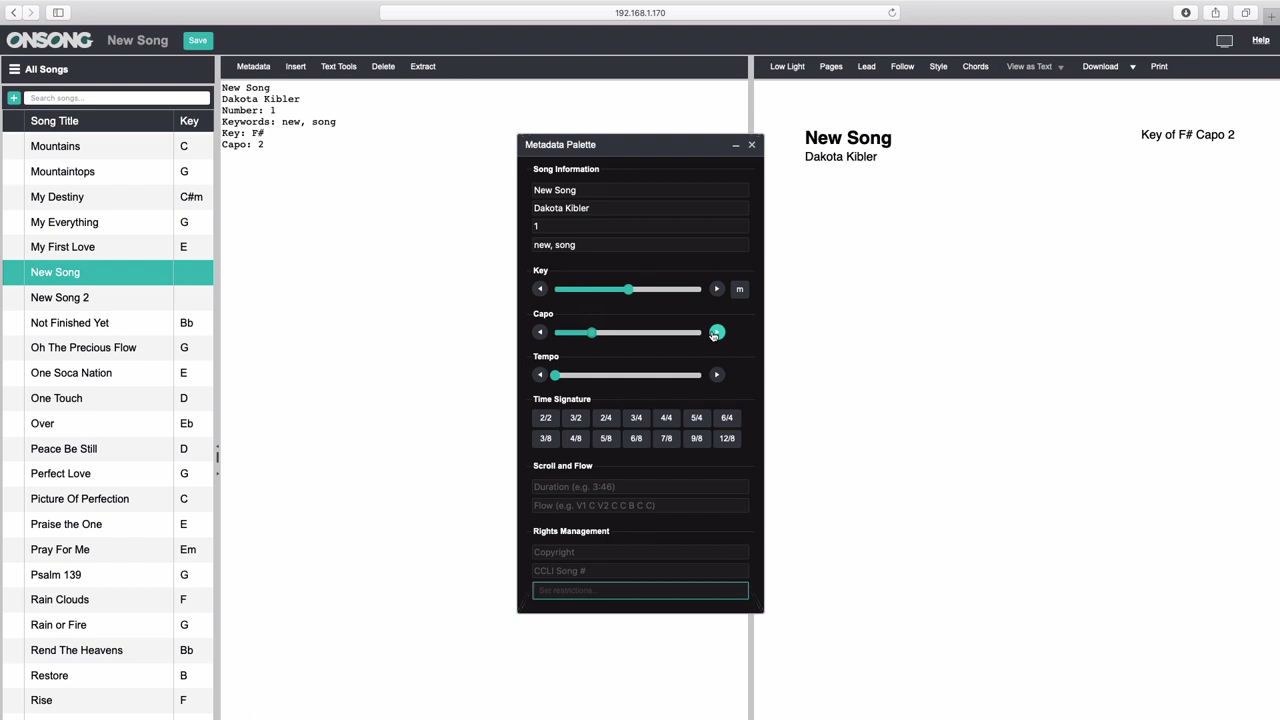 192.168.1.170
ONSONG New Song Save Help
All Songs
Search songs...
Song Title Key
Mountains C
Mountaintops G
My Destiny C#m
My Everything G
My First Love E
New Song
New Song 2
Not Finished Yet Bb
Oh The Precious Flow G
One Soca Nation E
One Touch D
Over Eb
Peace Be Still D
Perfect Love G
Picture Of Perfection C
Praise the One E
Pray For Me Em
Psalm 139 G
Rain Clouds F
Rain or Fire G
Rend The Heavens Bb
Restore B
Rise F
Metadata Insert Text Tools Delete Extract
New Song
Dakota Kibler
Number: 1
Keywords: new, song
Key: F#
Capo: 2
Metadata Palette
Song Information
New Song
Dakota Kibler
1
new, song
Key
m
Capo
Tempo
Time Signature
2/2 3/2 2/4 3/4 4/4 5/4 6/4
3/8 4/8 5/8 6/8 7/8 9/8 12/8
Scroll and Flow
Duration (e.g. 3:46)
Flow (e.g. V1 C V2 C C B C C)
Rights Management
Copyright
CCLI Song #
Set restrictions...
Low Light Pages Lead Follow Style Chords View as Text Download Print
New Song
Dakota Kibler
Key of F# Capo 2